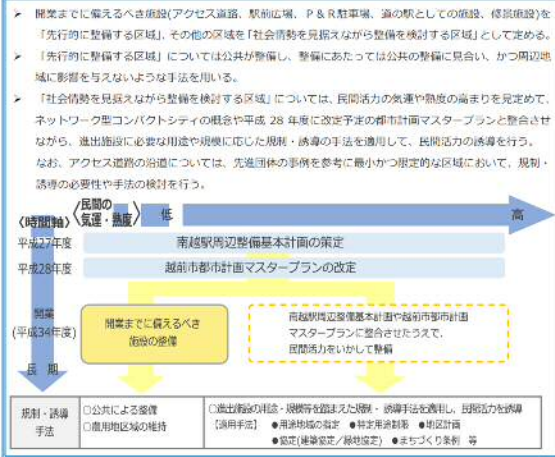 ➢ 開業までに備えるべき施設(アクセス道路、駅前広場、P&R駐車場、道の駅としての施設、修景施設)を
「先行的に整備する区域」、その他の区域を「社会情勢を見据えながら整備を検討する区域」として定める。
➢ 「先行的に整備する区域」については公共が整備し、整備にあたっては公共の整備に見合い、かつ周辺地
域に影響を与えないような手法を用いる。
➢ 「社会情勢を見据えながら整備を検討する区域」については、民間活力の気運や熟度の高まりを見定めて、
ネットワーク型コンパクトシティの概念や平成 28 年度に改定予定の都市計画マスタープランと整合させ
ながら、進出施設に必要な用途や規模に応じた規制・誘導の手法を適用して、民間活力の誘導を行う。
なお、アクセス道路の沿道については、先進団体の事例を参考に最小かつ限定的な区域において、規制・
誘導の必要性や手法の検討を行う。
〈民間の
気運・熟度〉
低
高
〈時間軸〉
平成27年度
南越駅周辺整備基本計画の策定
平成28年度
越前市都市計画マスタープランの改定
開業
(平成34年度)
開業までに備えるべき
施設の整備
南越駅周辺整備基本計画や越前市都市計画
マスタープランに整合させたうえで、
民間活力をいかして整備
長 期
規制・誘導
手法
○公共による整備
○農用地区域の維持
○進出施設の用途・規模等を踏まえた規制・誘導手法を適用し、民間活力を誘導
【適用手法】 ●用途地域の指定 ●特定用途制限 ●地区計画
●協定(建築協定/緑地協定) ●まちづくり条例 等